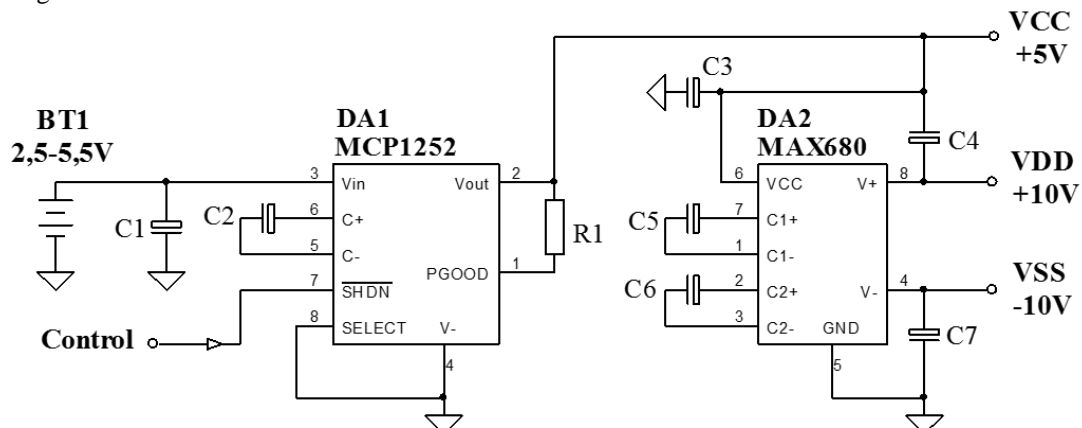 VCC
+5V
C3
BT1
2,5-5,5V
DA1
MCP1252
DA2
MAX680
C4
VDD
+10V
3
Vin
Vout
2
6
VCC
V+
8
C1
C2
6
C+
5
C-
R1
C5
7
C1+
1
C1-
PGOOD
1
7
SHDN
C6
2
C2+
V-
4
VSS
-10V
8
SELECT
V-
3
C2-
GND
C7
Control
4
5